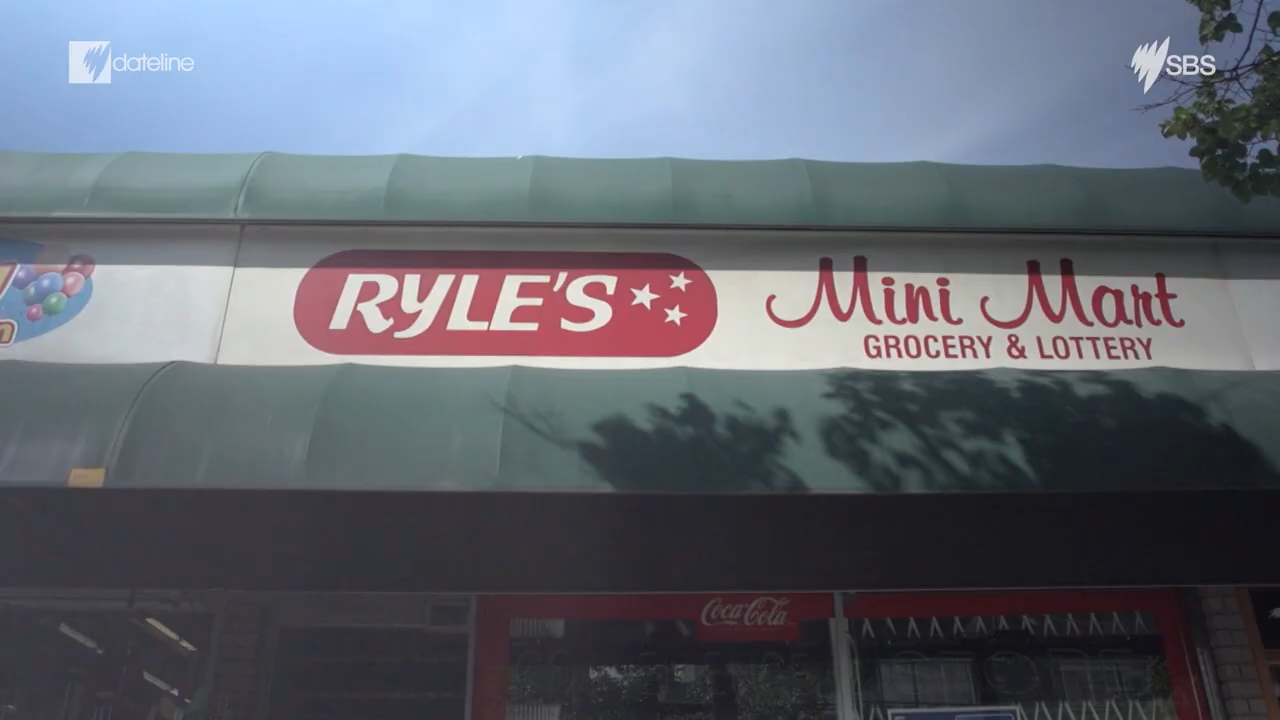 dateline
SBS
RYLE'S
Mini Mart
GROCERY & LOTTERY
Coca-Cola